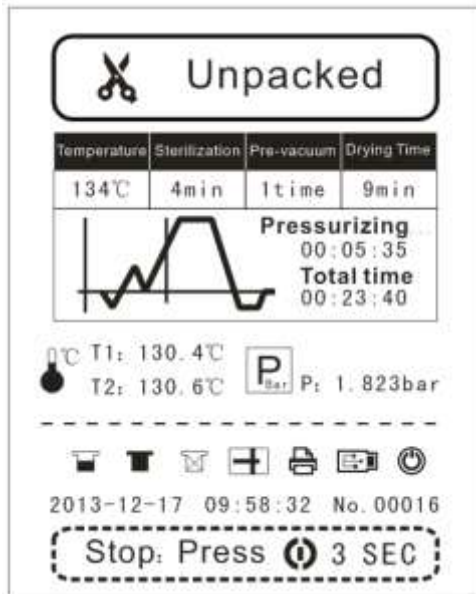 Unpacked
Temperature Sterilization Pre-vacuum Drying Time
134℃ 4min 1time 9min
Pressurizing...
00:05:35
Total time
00:23:40
℃ T1: 130.4℃
T2: 130.6℃
P Bar P: 1.823bar
2013-12-17 09:58:32 No.00016
Stop: Press 3 SEC